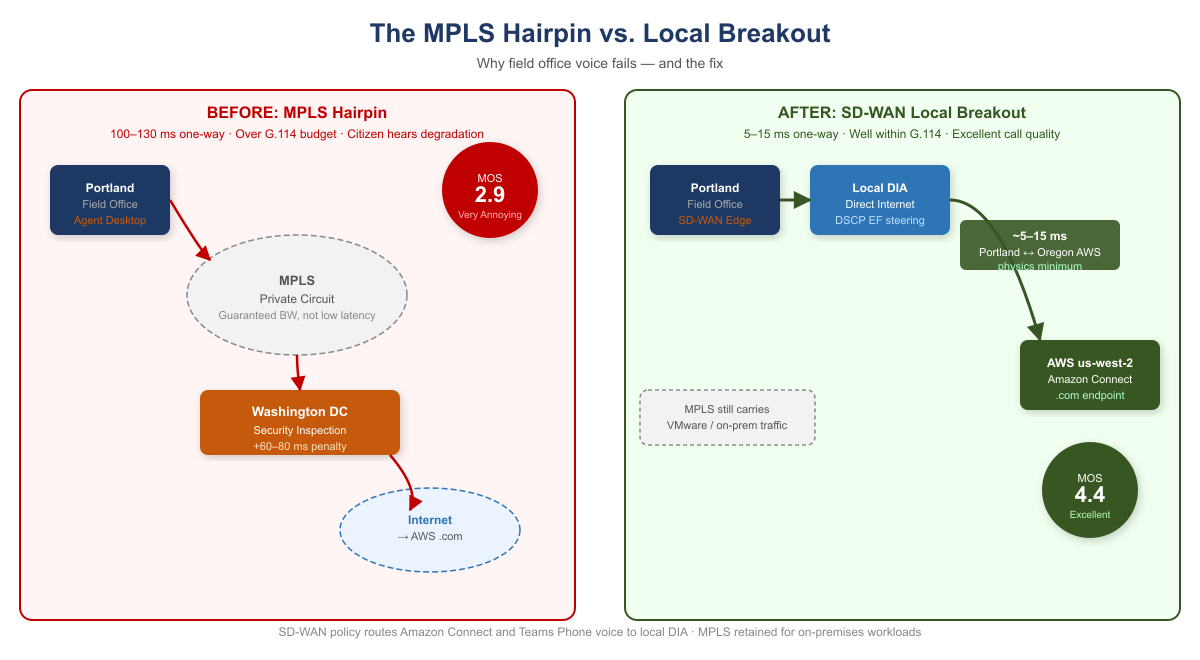 The MPLS Hairpin vs. Local Breakout
Why field office voice fails — and the fix
BEFORE: MPLS Hairpin
100–130 ms one-way · Over G.114 budget · Citizen hears degradation
Portland
Field Office
Agent Desktop
MOS
2.9
Very Annoying
MPLS
Private Circuit
Guaranteed BW, not low latency
Washington DC
Security Inspection
+60–80 ms penalty
Internet
→ AWS .com
AFTER: SD-WAN Local Breakout
5–15 ms one-way · Well within G.114 · Excellent call quality
Portland
Field Office
SD-WAN Edge
Local DIA
Direct Internet
DSCP EF steering
~5–15 ms
Portland ↔ Oregon AWS
physics minimum
AWS us-west-2
Amazon Connect
.com endpoint
MPLS still carries
VMware / on-prem traffic
MOS
4.4
Excellent
SD-WAN policy routes Amazon Connect and Teams Phone voice to local DIA · MPLS retained for on-premises workloads